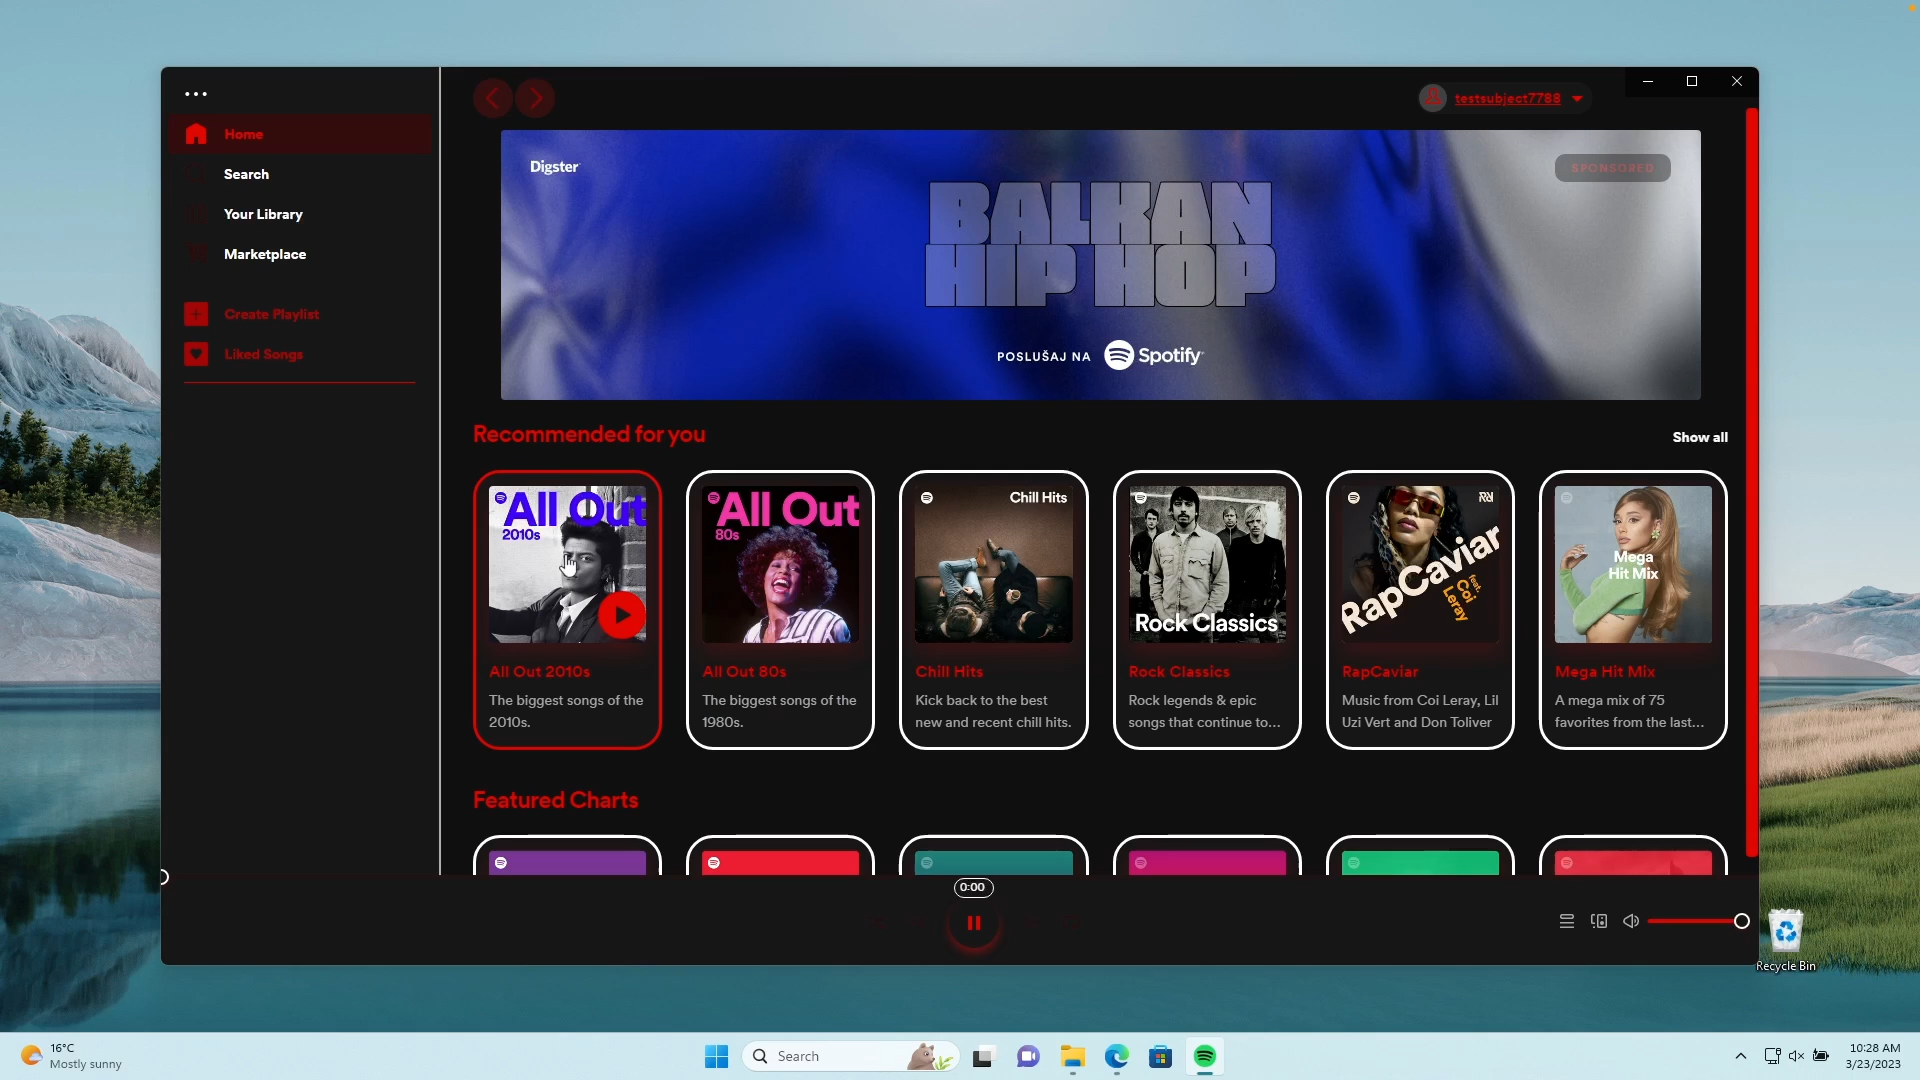 testsubject7788
Home
Search
Your Library
Marketplace
Create Playlist
Liked Songs
Digster
SPONSORED
BALKAN
HIP HOP
POSLUŠAJ NA Spotify
Recommended for you
Show all
All Out
2010s
All Out
80s
Chill Hits
Rock Classics
RapCaviar
feat.
Coi
Leray
Mega
Hit Mix
All Out 2010s
The biggest songs of the
2010s.
All Out 80s
The biggest songs of the
1980s.
Chill Hits
Kick back to the best
new and recent chill hits.
Rock Classics
Rock legends & epic
songs that continue to...
RapCaviar
Music from Coi Leray, Lil
Uzi Vert and Don Toliver
Mega Hit Mix
A mega mix of 75
favorites from the last...
Featured Charts
0:00
Recycle Bin
16°C
Mostly sunny
Search
10:28 AM
3/23/2023